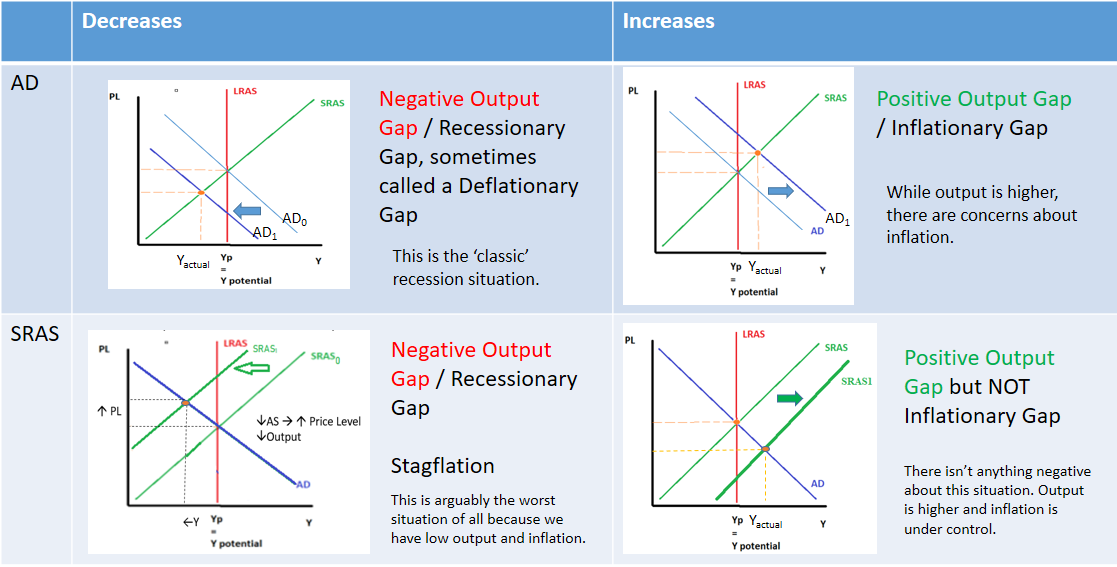 Decreases
Increases
AD
PL
LRAS
SRAS
AD0
AD1
Yactual
Yp
=
Y potential
Y
Negative Output
Gap / Recessionary
Gap, sometimes
called a Deflationary
Gap
This is the ‘classic’
recession situation.
PL
LRAS
SRAS
AD1
AD
Yp
=
Y potential
Yactual
Y
Positive Output Gap
/ Inflationary Gap
While output is higher,
there are concerns about
inflation.
SRAS
PL
=
LRAS
SRAS1
SRAS0
↑ PL
↓AS → ↑ Price Level
↓Output
AD
←Y
Yp
=
Y potential
Y
Negative Output
Gap / Recessionary
Gap
Stagflation
This is arguably the worst
situation of all because we
have low output and inflation.
PL
LRAS
SRAS
SRAS1
AD
Yp
=
Y potential
Yactual
Y
Positive Output
Gap but NOT
Inflationary Gap
There isn’t anything negative
about this situation. Output
is higher and inflation is
under control.